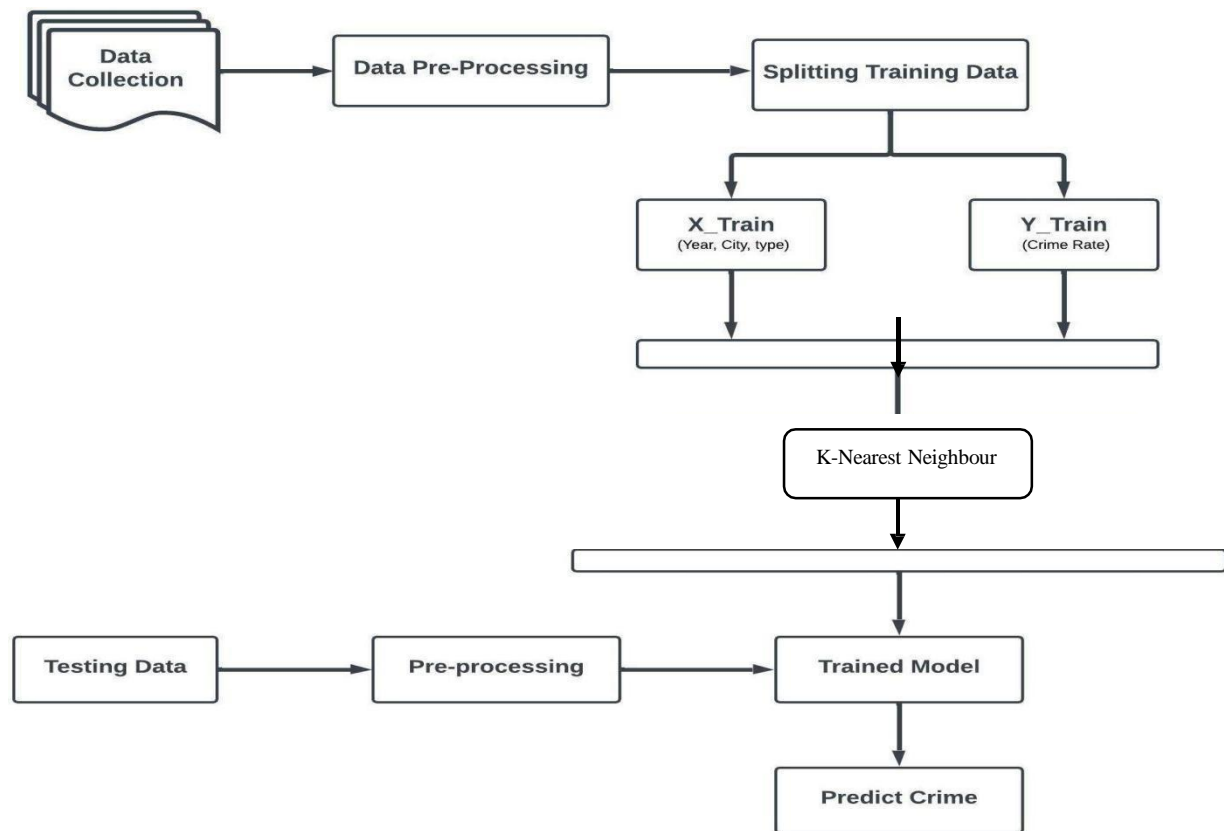 Data
Collection
Data Pre-Processing
Splitting Training Data
X_Train
(Year, City, type)
Y_Train
(Crime Rate)
K-Nearest Neighbour
Testing Data
Pre-processing
Trained Model
Predict Crime